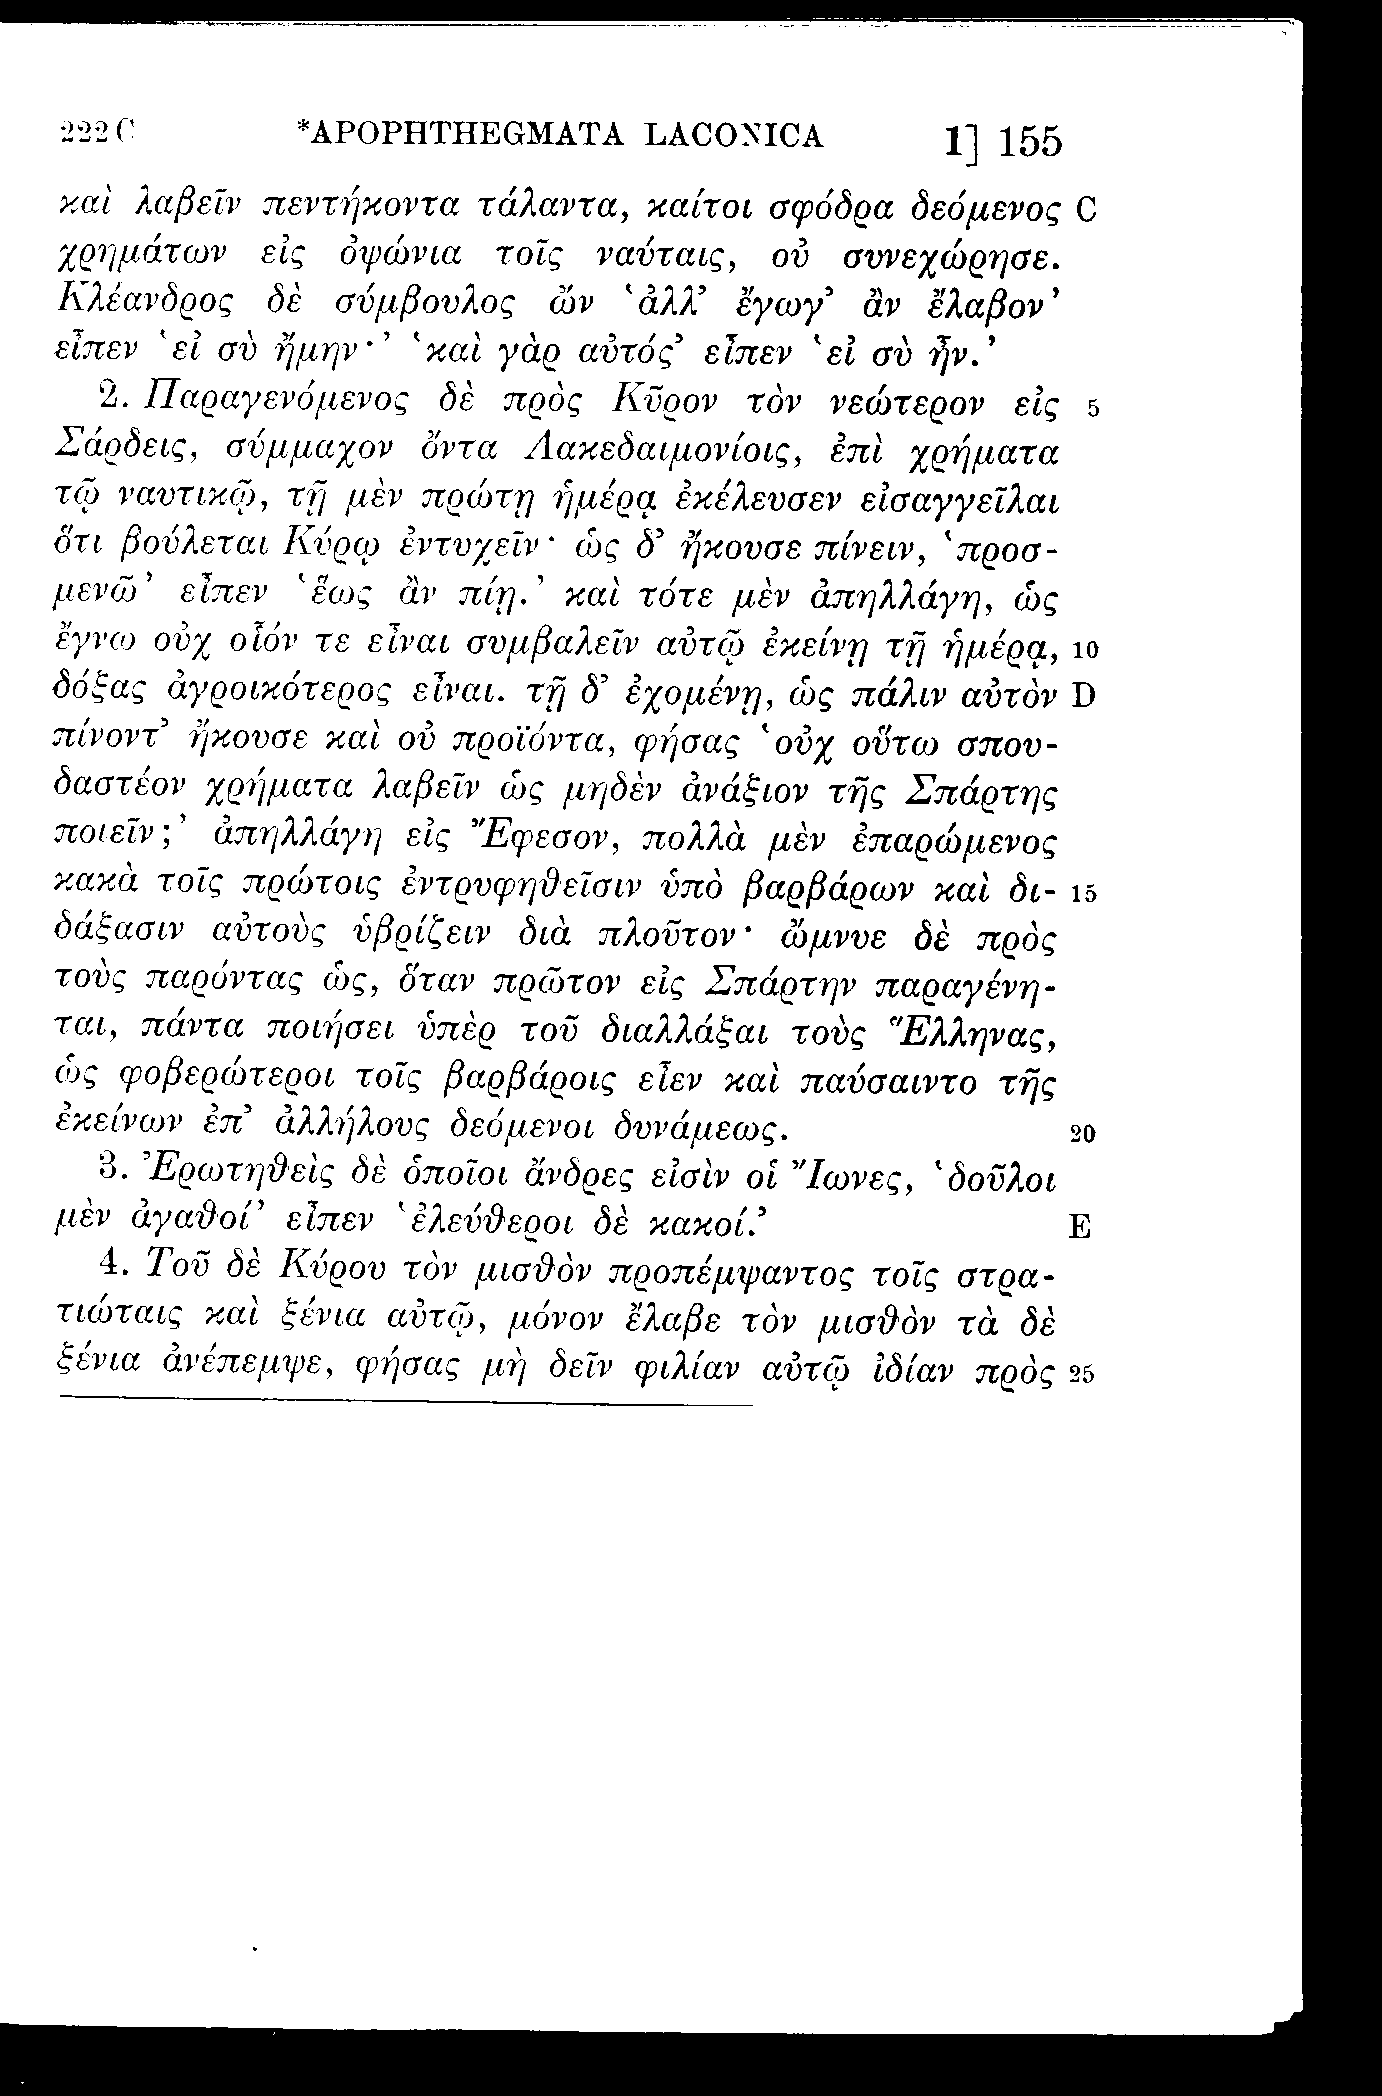 222 C *APOPHTHEGMATA LACONICA 1] 155
καὶ λαβεῖν πεντήκοντα τάλαντα, καίτοι σφόδρα δεόμενος C
χρημάτων εἰς ὀψώνια τοῖς ναύταις, οὐ συνεχώρησε.
Κλέανδρος δὲ σύμβουλος ὤν ‘ἀλλ’ ἔγωγ’ ἂν ἔλαβον’
εἶπεν ‘εἰ σὺ ἤμην·’ ‘καὶ γὰρ αὐτός’ εἶπεν ‘εἰ σὺ ἦν.’
2. Παραγενόμενος δὲ πρὸς Κῦρον τὸν νεώτερον εἰς 5
Σάρδεις, σύμμαχον ὄντα Λακεδαιμονίοις, ἐπὶ χρήματα
τῷ ναυτικῷ, τῇ μὲν πρώτῃ ἡμέρᾳ ἐκέλευσεν εἰσαγγεῖλαι
ὅτι βούλεται Κύρῳ ἐντυχεῖν· ὡς δ’ ἤκουσε πίνειν, ‘προσ-
μενῶ’ εἶπεν ‘ἕως ἂν πίῃ.’ καὶ τότε μὲν ἀπηλλάγη, ὡς
ἔγνω οὐχ οἷόν τε εἶναι συμβαλεῖν αὐτῷ ἐκείνῃ τῇ ἡμέρᾳ, 10
δόξας ἀγροικότερος εἶναι. τῇ δ’ ἐχομένῃ, ὡς πάλιν αὐτὸν D
πίνοντ’ ἤκουσε καὶ οὐ προϊόντα, φήσας ‘οὐχ οὕτω σπου-
δαστέον χρήματα λαβεῖν ὡς μηδὲν ἀνάξιον τῆς Σπάρτης
ποιεῖν;’ ἀπηλλάγη εἰς Ἔφεσον, πολλὰ μὲν ἐπαρώμενος
κακὰ τοῖς πρώτοις ἐντρυφηθεῖσιν ὑπὸ βαρβάρων καὶ δι- 15
δάξασιν αὐτοὺς ὑβρίζειν διὰ πλοῦτον· ὤμνυε δὲ πρὸς
τοὺς παρόντας ὡς, ὅταν πρῶτον εἰς Σπάρτην παραγένη-
ται, πάντα ποιήσει ὑπὲρ τοῦ διαλλάξαι τοὺς Ἕλληνας,
ὡς φοβερώτεροι τοῖς βαρβάροις εἶεν καὶ παύσαιντο τῆς
ἐκείνων ἐπ’ ἀλλήλους δεόμενοι δυνάμεως. 20
3. Ἐρωτηθεὶς δὲ ὁποῖοι ἄνδρες εἰσὶν οἱ Ἴωνες, ‘δοῦλοι
μὲν ἀγαθοί’ εἶπεν ‘ἐλεύθεροι δὲ κακοί.’ E
4. Τοῦ δὲ Κύρου τὸν μισθὸν προπέμψαντος τοῖς στρα-
τιώταις καὶ ξένια αὐτῷ, μόνον ἔλαβε τὸν μισθὸν τὰ δὲ
ξένια ἀνέπεμψε, φήσας μὴ δεῖν φιλίαν αὐτῷ ἰδίαν πρὸς 25